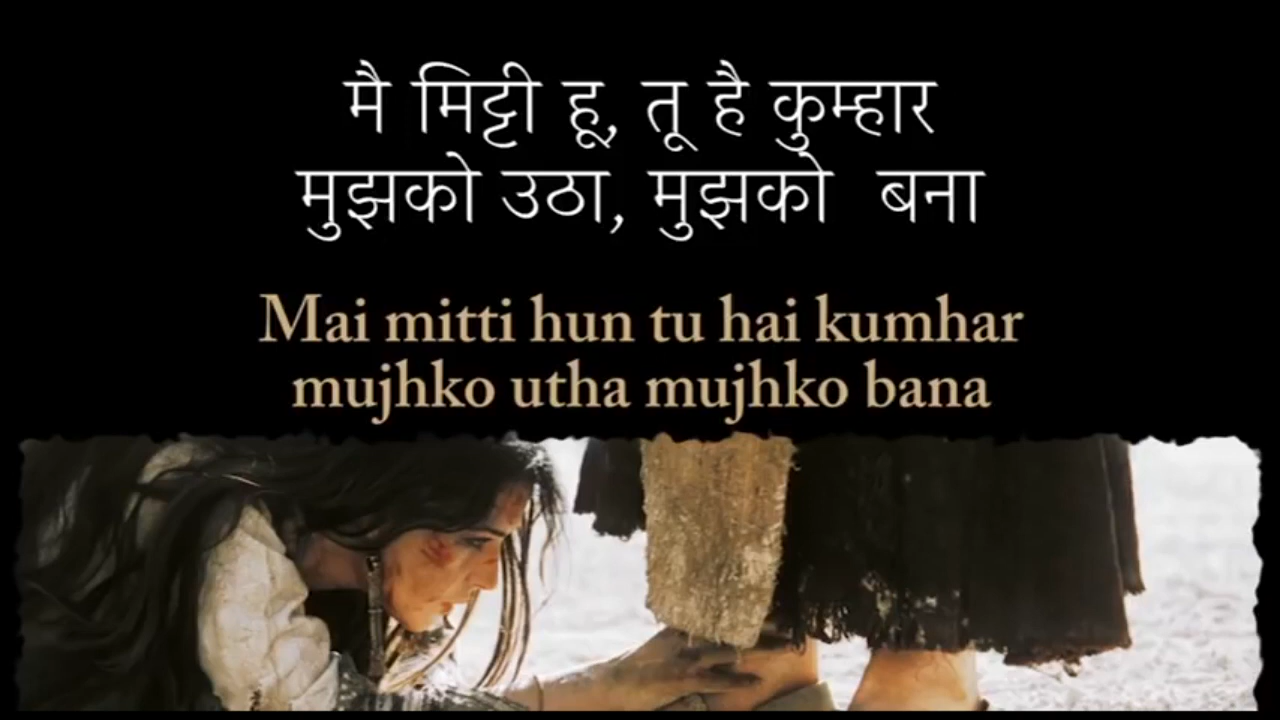 मै मिट्टी हू, तू है कुम्हार
मुझको उठा, मुझको बना
Mai mitti hun tu hai kumhar
mujhko utha mujhko bana